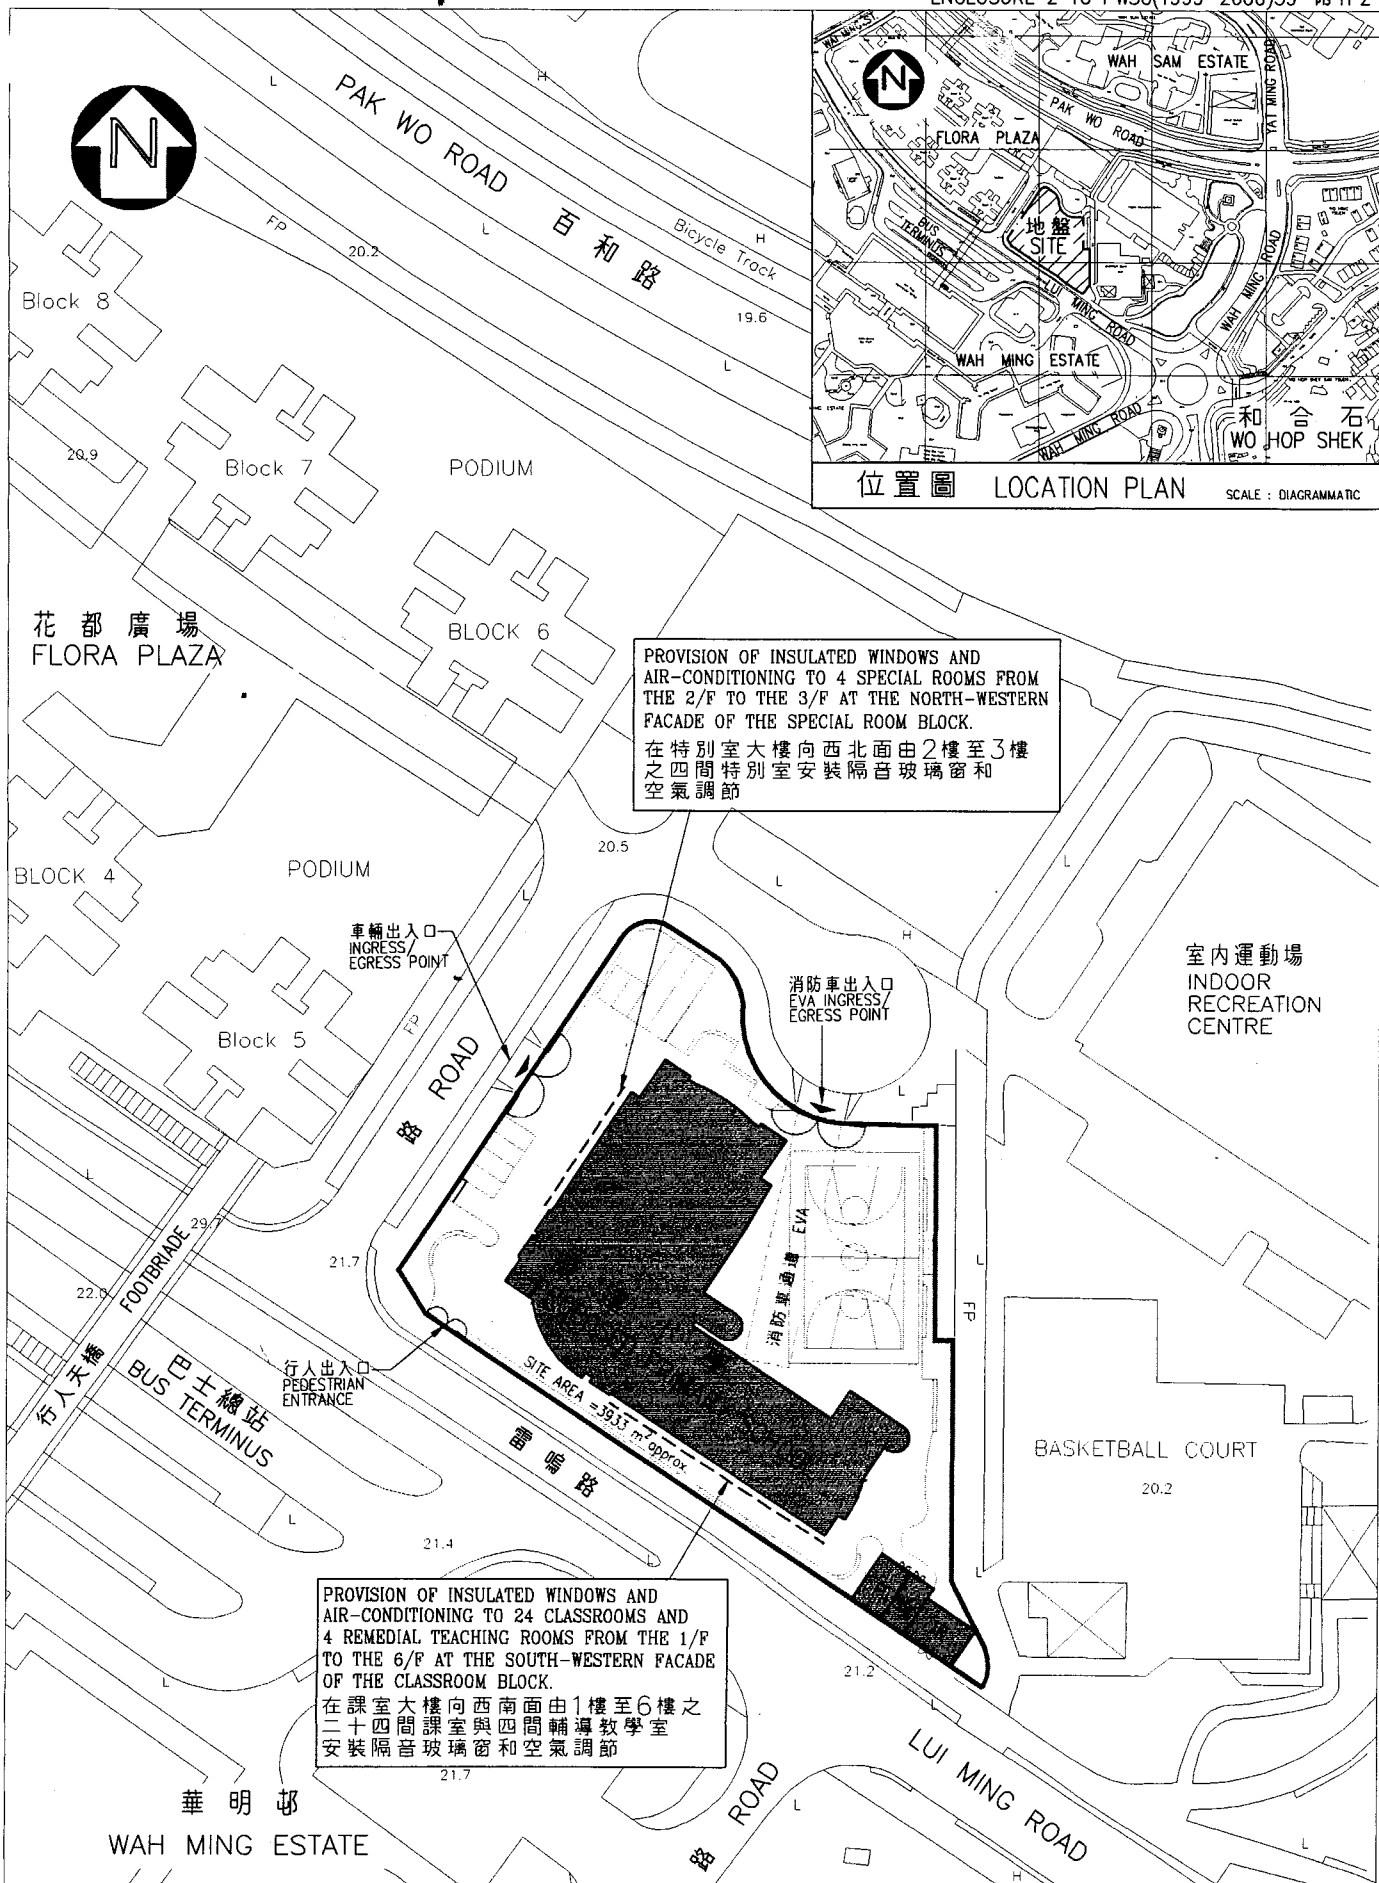 N
PAK WO ROAD 百和路
Bicycle Track
H
L
H
L
L
L
FP
20.2
19.6
Block 8
20.9
Block 7
PODIUM
BLOCK 6
花都廣場
FLORA PLAZA
N
WAI MING ST
WAH SAM ESTATE
YAT MING ROAD
PAK WO ROAD
FLORA PLAZA
地盤
SITE
BUS
TERMINUS
LUI MING ROAD
WAH MING ROAD
WAH MING ESTATE
WAH MING ROAD
和合石
WO HOP SHEK
位置圖 LOCATION PLAN SCALE : DIAGRAMMATIC
PROVISION OF INSULATED WINDOWS AND
AIR-CONDITIONING TO 4 SPECIAL ROOMS FROM
THE 2/F TO THE 3/F AT THE NORTH-WESTERN
FACADE OF THE SPECIAL ROOM BLOCK.
在特別室大樓向西北面由2樓至3樓
之四間特別室安裝隔音玻璃窗和
空氣調節
20.5
BLOCK 4
PODIUM
L
L
L
H
L
車輛出入口
INGRESS/
EGRESS POINT
消防車出入口
EVA INGRESS/
EGRESS POINT
室內運動場
INDOOR
RECREATION
CENTRE
Block 5
FP
路 ROAD
消防車通道 EVA
L
FP
29.7
22.0
21.7
行人天橋 FOOTBRIADE
巴士總站
BUS TERMINUS
行人出入口
PEDESTRIAN
ENTRANCE
SITE AREA =3933 m2 approx
雷鳴路
BASKETBALL COURT
20.2
L
L
21.4
L
L
PROVISION OF INSULATED WINDOWS AND
AIR-CONDITIONING TO 24 CLASSROOMS AND
4 REMEDIAL TEACHING ROOMS FROM THE 1/F
TO THE 6/F AT THE SOUTH-WESTERN FACADE
OF THE CLASSROOM BLOCK.
在課室大樓向西南面由1樓至6樓之
二十四間課室與四間輔導教學室
安裝隔音玻璃窗和空氣調節
21.2
L
L
21.7
LUI MING ROAD
路 ROAD
L
L
H
華明邨
WAH MING ESTATE